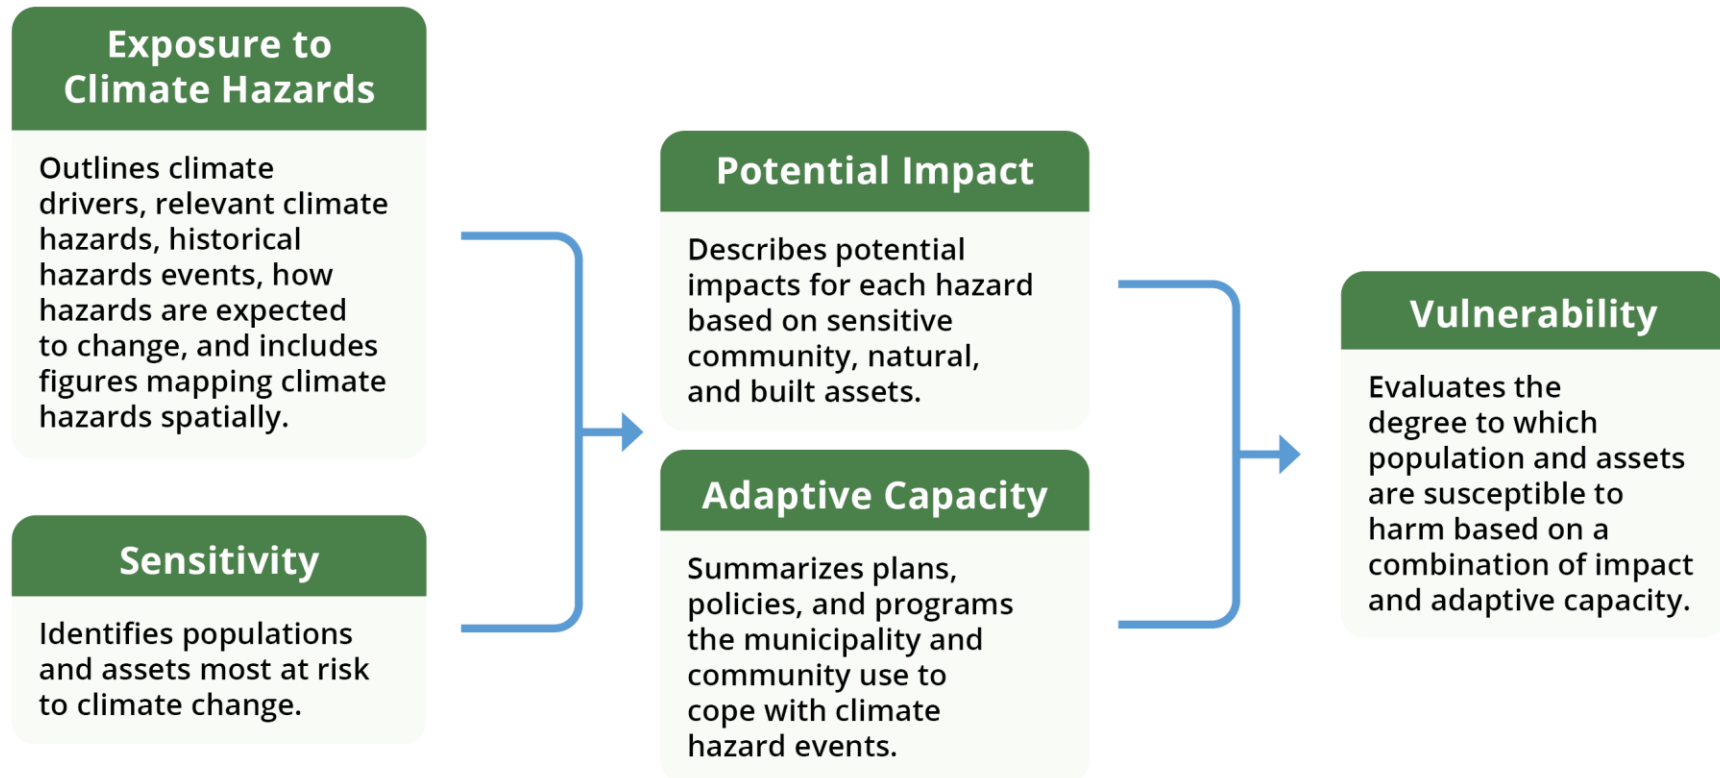 Exposure to
Climate Hazards
Outlines climate
drivers, relevant climate
hazards, historical
hazards events, how
hazards are expected
to change, and includes
figures mapping climate
hazards spatially.
Sensitivity
Identifies populations
and assets most at risk
to climate change.
Potential Impact
Describes potential
impacts for each hazard
based on sensitive
community, natural,
and built assets.
Adaptive Capacity
Summarizes plans,
policies, and programs
the municipality and
community use to
cope with climate
hazard events.
Vulnerability
Evaluates the
degree to which
population and assets
are susceptible to
harm based on a
combination of impact
and adaptive capacity.